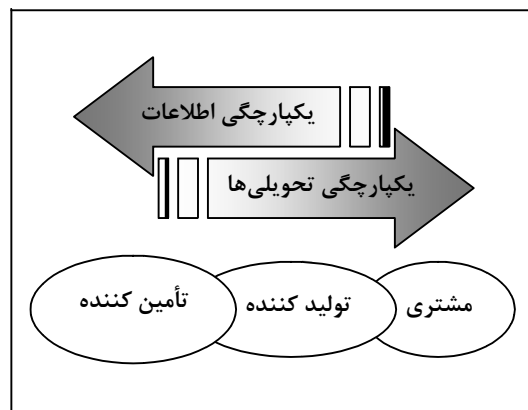 یکپارچگی اطلاعات
یکپارچگی تحویلی‌ها
مشتری
تولید کننده
تأمین کننده